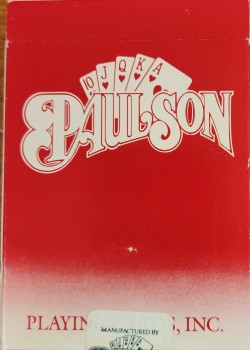 10 J Q K A
PAULSON
PLAYIN S, INC.
MANUFACTURED BY